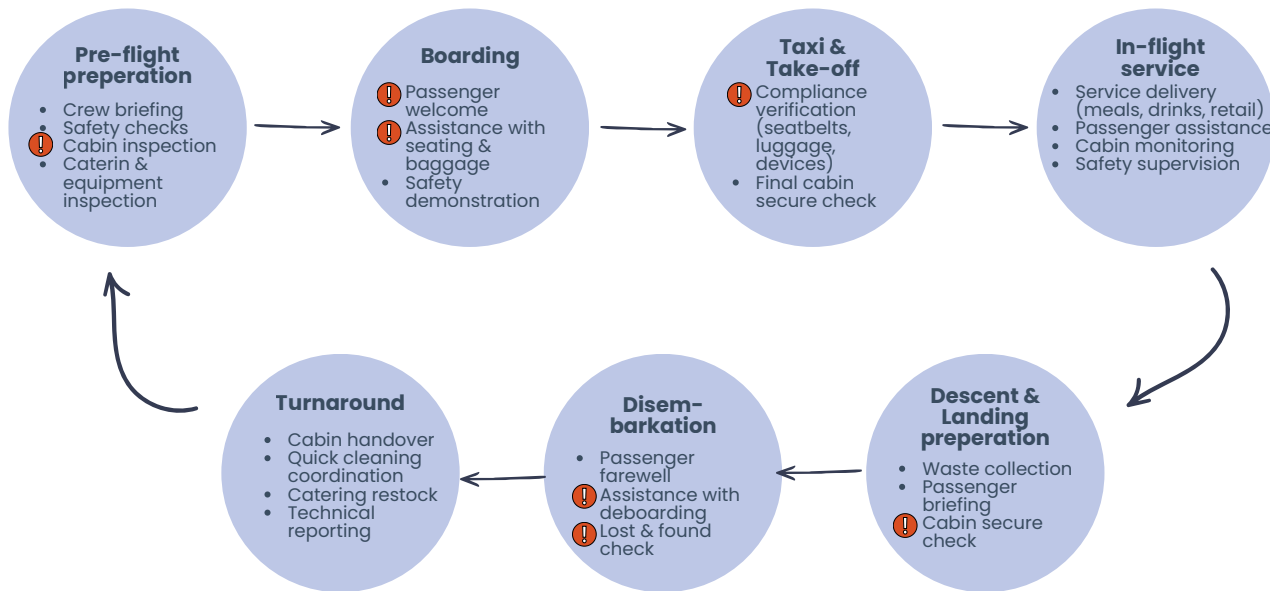 Pre-flight
preperation
Crew briefing
Safety checks
Cabin inspection
Caterin &
equipment
inspection
Boarding
Passenger
welcome
Assistance with
seating &
baggage
Safety
demonstration
Taxi &
Take-off
Compliance
verification
(seatbelts,
luggage,
devices)
Final cabin
secure check
In-flight
service
Service delivery
(meals, drinks, retail)
Passenger assistance
Cabin monitoring
Safety supervision
Descent &
Landing
preperation
Waste collection
Passenger
briefing
Cabin secure
check
Disem-
barkation
Passenger
farewell
Assistance with
deboarding
Lost & found
check
Turnaround
Cabin handover
Quick cleaning
coordination
Catering restock
Technical
reporting